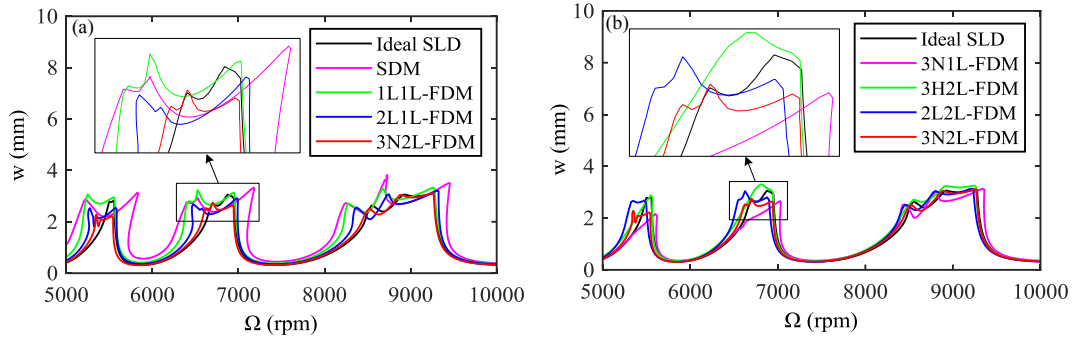 (a)
Ideal SLD
SDM
1L1L-FDM
2L1L-FDM
3N2L-FDM
w (mm)
10
8
6
4
2
0
5000 6000 7000 8000 9000 10000
Ω (rpm)
(b)
Ideal SLD
3N1L-FDM
3H2L-FDM
2L2L-FDM
3N2L-FDM
w (mm)
10
8
6
4
2
0
5000 6000 7000 8000 9000 10000
Ω (rpm)